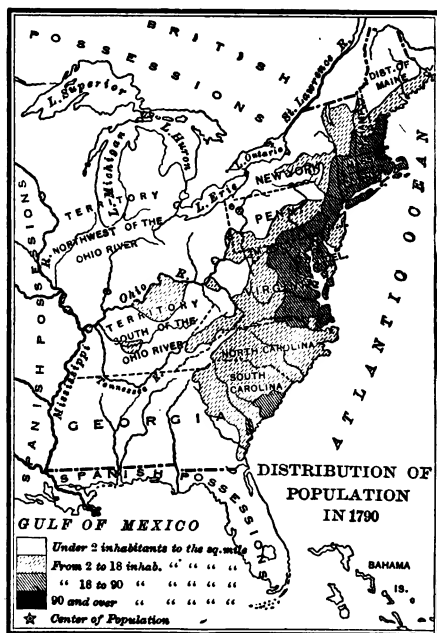 BRITISH
POSSESSIONS
L. Superior
L. Huron
L. Michigan
St. Lawrence R.
DIST. OF
MAINE
Ontario
L. Erie
NEW YORK
PENN
TERRITORY
NORTHWEST OF THE
OHIO RIVER
SPANISH POSSESSIONS
Ohio R.
TERRITORY
SOUTH OF THE
OHIO RIVER
Tennessee R.
Mississippi
NORTH CAROLINA
SOUTH
CAROLINA
GEORGIA
ATLANTIC OCEAN
SPANISH POSSESSIONS
DISTRIBUTION OF
POPULATION
IN 1790
GULF OF MEXICO
Under 2 inhabitants to the sq. mile
From 2 to 18 inhab. " " " "
" 18 to 90 " " " " "
90 and over " " " " "
Center of Population
BAHAMA
IS.